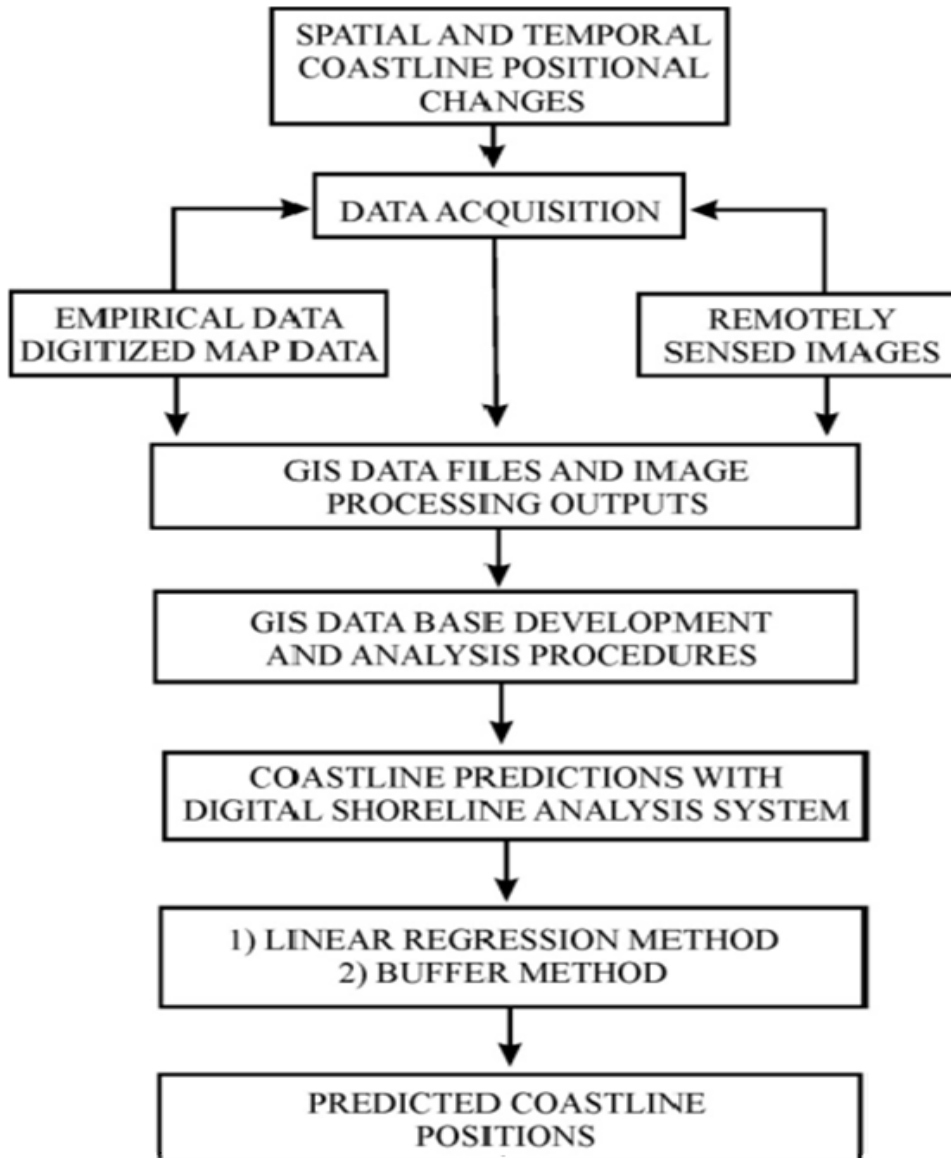 SPATIAL AND TEMPORAL
COASTLINE POSITIONAL
CHANGES
DATA ACQUISITION
EMPIRICAL DATA
DIGITIZED MAP DATA
REMOTELY
SENSED IMAGES
GIS DATA FILES AND IMAGE
PROCESSING OUTPUTS
GIS DATA BASE DEVELOPMENT
AND ANALYSIS PROCEDURES
COASTLINE PREDICTIONS WITH
DIGITAL SHORELINE ANALYSIS SYSTEM
1) LINEAR REGRESSION METHOD
2) BUFFER METHOD
PREDICTED COASTLINE
POSITIONS